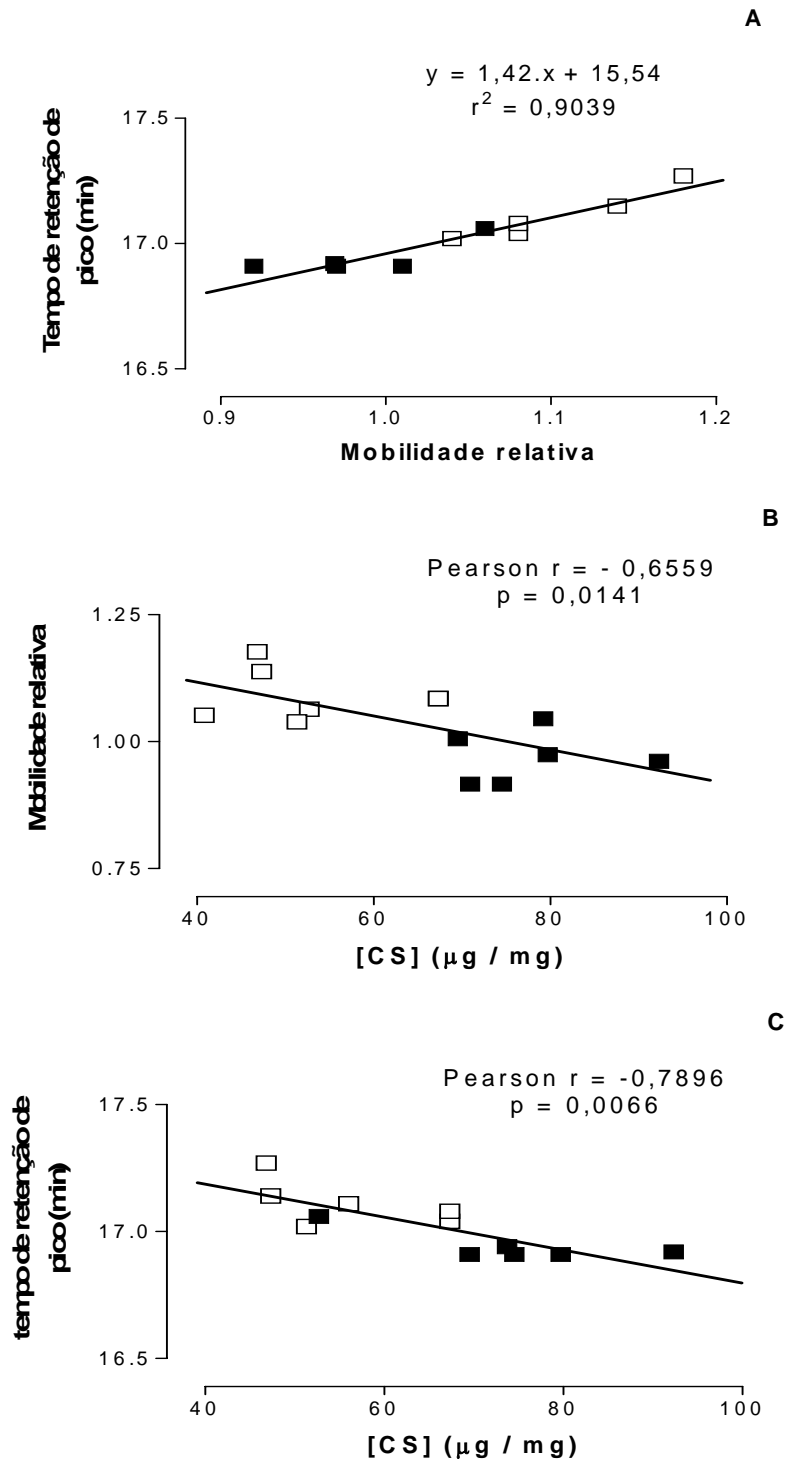 A
y = 1,42.x + 15,54
r² = 0,9039
Tempo de retenção de
pico (min)
17.5
17.0
16.5
0.9 1.0 1.1 1.2
Mobilidade relativa
B
Pearson r = - 0,6559
p = 0,0141
Mobilidade relativa
1.25
1.00
0.75
40 60 80 100
[CS] (μg / mg)
C
Pearson r = -0,7896
p = 0,0066
tempo de retenção de
pico (min)
17.5
17.0
16.5
40 60 80 100
[CS] (μg / mg)